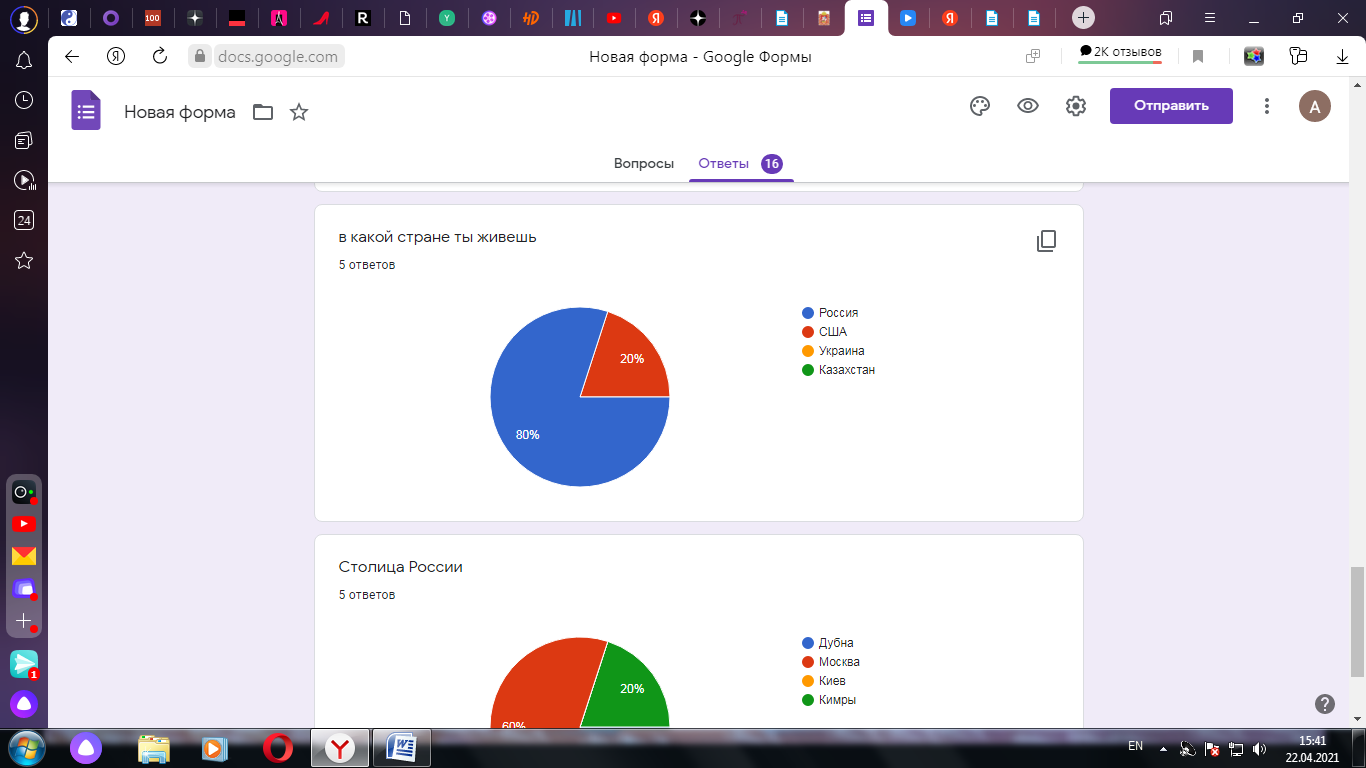 100
HD
R
Y
Я
Я
Я
docs.google.com
Новая форма - Google Формы
2K отзывов
Новая форма
Отправить
A
Вопросы
Ответы 16
24
в какой стране ты живешь
5 ответов
Россия
США
Украина
Казахстан
20%
80%
Столица России
5 ответов
Дубна
Москва
Киев
Кимры
20%
60%
1
EN
15:41
22.04.2021